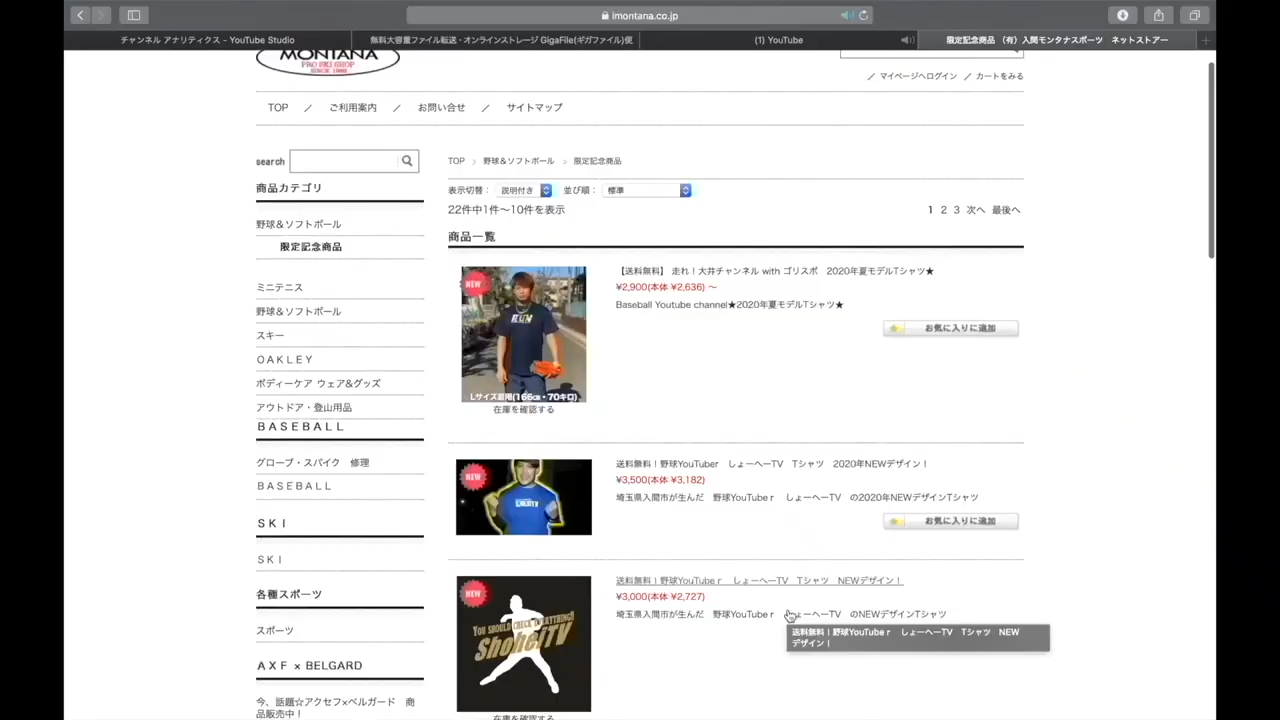 imontana.co.jp
チャンネル アナリティクス - YouTube Studio
無料大容量ファイル転送・オンラインストレージ GigaFile(ギガファイル)便
(1) YouTube
限定記念商品 （有）入間モンタナスポーツ　ネットストアー
MONTANA
PRO SKI SHOP
SINCE 1969
／ マイページへログイン ／ カートをみる
TOP ／ ご利用案内 ／ お問い合せ ／ サイトマップ
search
商品カテゴリ
野球＆ソフトボール
限定記念商品
ミニテニス
野球＆ソフトボール
スキー
ＯＡＫＬＥＹ
ボディーケア ウェア&グッズ
アウトドア・登山用品
ＢＡＳＥＢＡＬＬ
グローブ・スパイク　修理
ＢＡＳＥＢＡＬＬ
ＳＫＩ
ＳＫＩ
各種スポーツ
スポーツ
ＡＸＦ × BELGARD
今、話題☆アクセフ×ベルガード　商
品販売中！
TOP > 野球＆ソフトボール > 限定記念商品
表示切替： 説明付き 並び順： 標準
22件中1件〜10件を表示
1 2 3 次へ 最後へ
商品一覧
NEW
RUN
Lサイズ着用(166㎝・70キロ)
在庫を確認する
【送料無料】 走れ！大井チャンネル with ゴリスポ　2020年夏モデルTシャツ★
¥2,900(本体 ¥2,636) 〜
Baseball Youtube channel★2020年夏モデルTシャツ★
お気に入りに追加
NEW
送料無料！野球YouTuber　しょーへーTV　Tシャツ　2020年NEWデザイン！
¥3,500(本体 ¥3,182)
埼玉県入間市が生んだ　野球YouTubeｒ　しょーへーTV　の2020年NEWデザインTシャツ
お気に入りに追加
NEW
YOU SHOULD CHECK TO ANYTHING!!
ShoheiTV
在庫を確認する
送料無料！野球YouTubeｒ　しょーへーTV　Tシャツ　NEWデザイン！
¥3,000(本体 ¥2,727)
埼玉県入間市が生んだ　野球YouTubeｒ　しょーへーTV　のNEWデザインTシャツ
送料無料！野球YouTubeｒ　しょーへーTV　Tシャツ　NEW
デザイン！